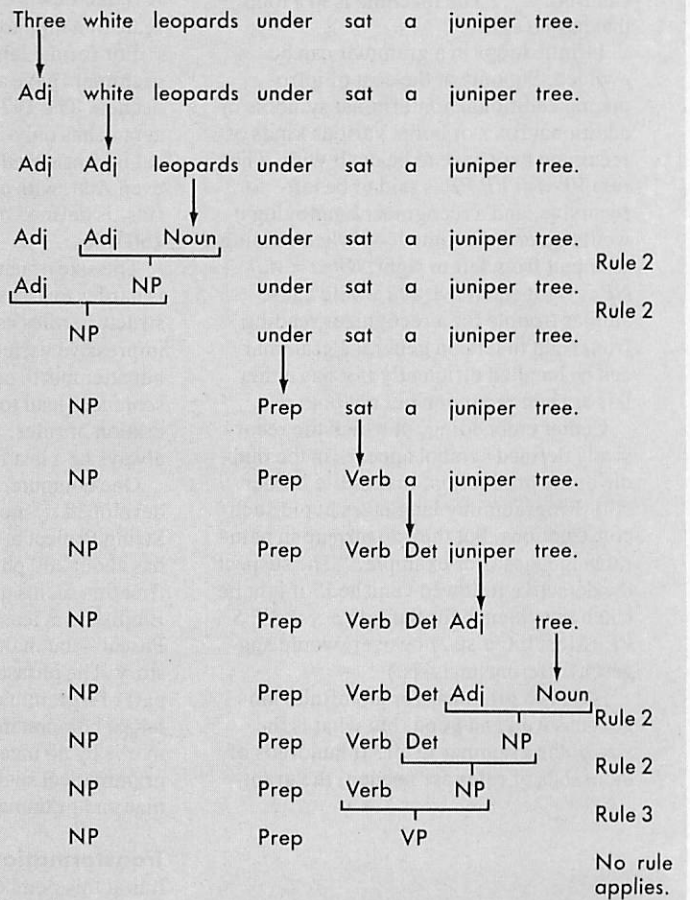 Three white leopards under sat a juniper tree.
Adj white leopards under sat a juniper tree.
Adj Adj leopards under sat a juniper tree.
Adj Adj Noun under sat a juniper tree.
Rule 2
Adj NP under sat a juniper tree.
Rule 2
NP under sat a juniper tree.
NP Prep sat a juniper tree.
NP Prep Verb a juniper tree.
NP Prep Verb Det juniper tree.
NP Prep Verb Det Adj tree.
NP Prep Verb Det Adj Noun
Rule 2
NP Prep Verb Det NP
Rule 2
NP Prep Verb NP
Rule 3
NP Prep VP
No rule
applies.